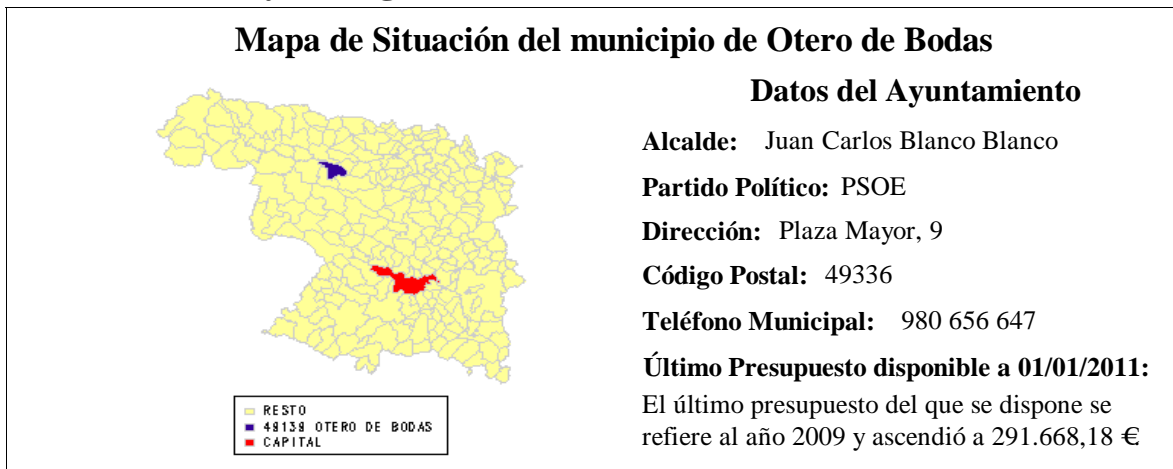 Mapa de Situación del municipio de Otero de Bodas
Datos del Ayuntamiento
Alcalde: Juan Carlos Blanco Blanco
Partido Político: PSOE
Dirección: Plaza Mayor, 9
Código Postal: 49336
Teléfono Municipal: 980 656 647
Último Presupuesto disponible a 01/01/2011:
El último presupuesto del que se dispone se
refiere al año 2009 y ascendió a 291.668,18 €
RESTO
49139 OTERO DE BODAS
CAPITAL